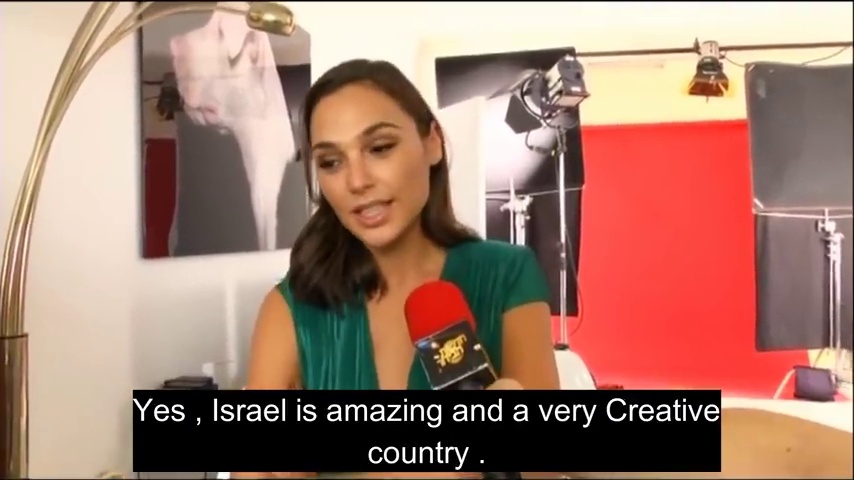 Yes , Israel is amazing and a very Creative
country .